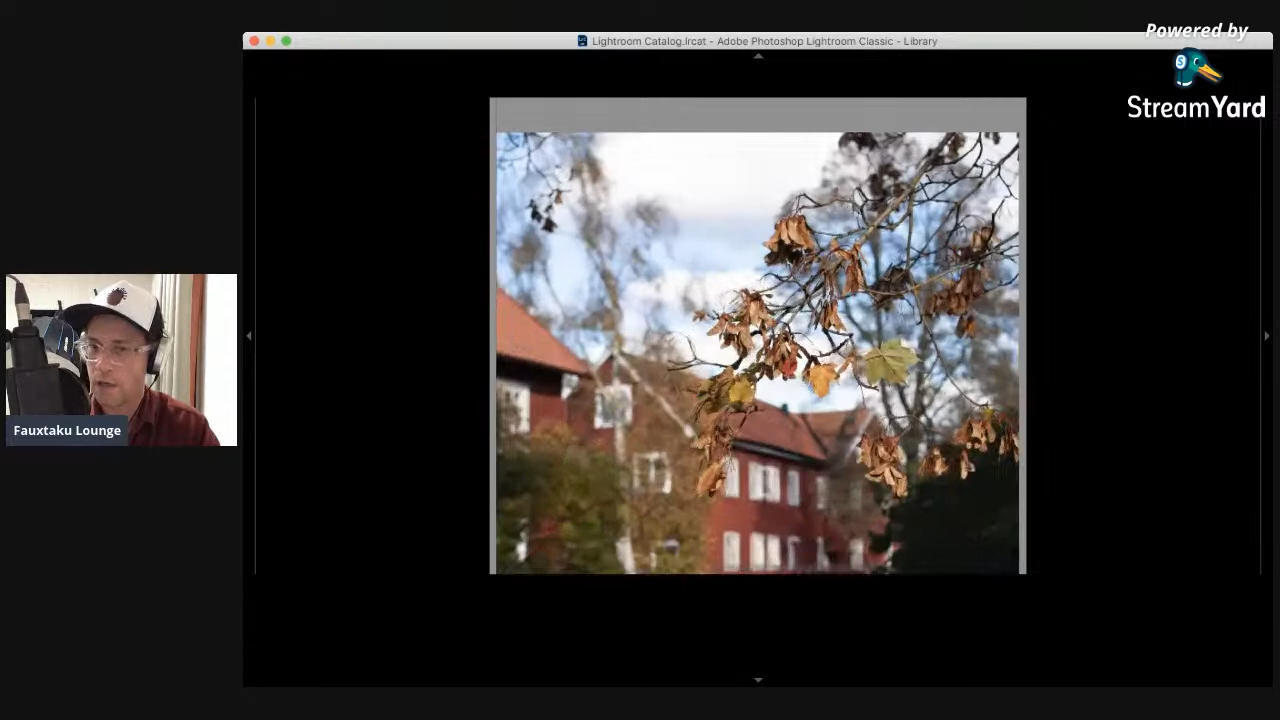 Lightroom Catalog.lrcat - Adobe Photoshop Lightroom Classic - Library
Powered by
StreamYard
Fauxtaku Lounge